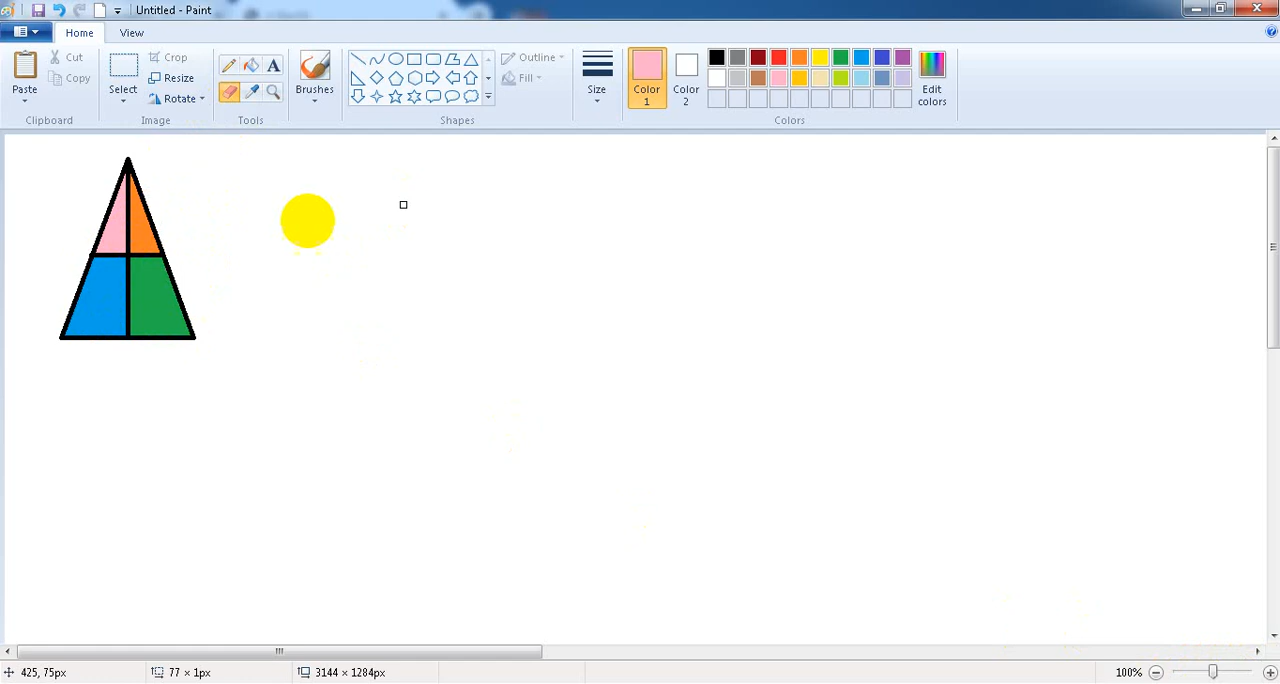 Untitled - Paint
Home View
Paste
Cut
Copy
Clipboard
Select
Crop
Resize
Rotate
Image
A
Tools
Brushes
Shapes
Outline
Fill
Size
Color
1
Color
2
Edit
colors
Colors
425, 75px 77 × 1px 3144 × 1284px 100%